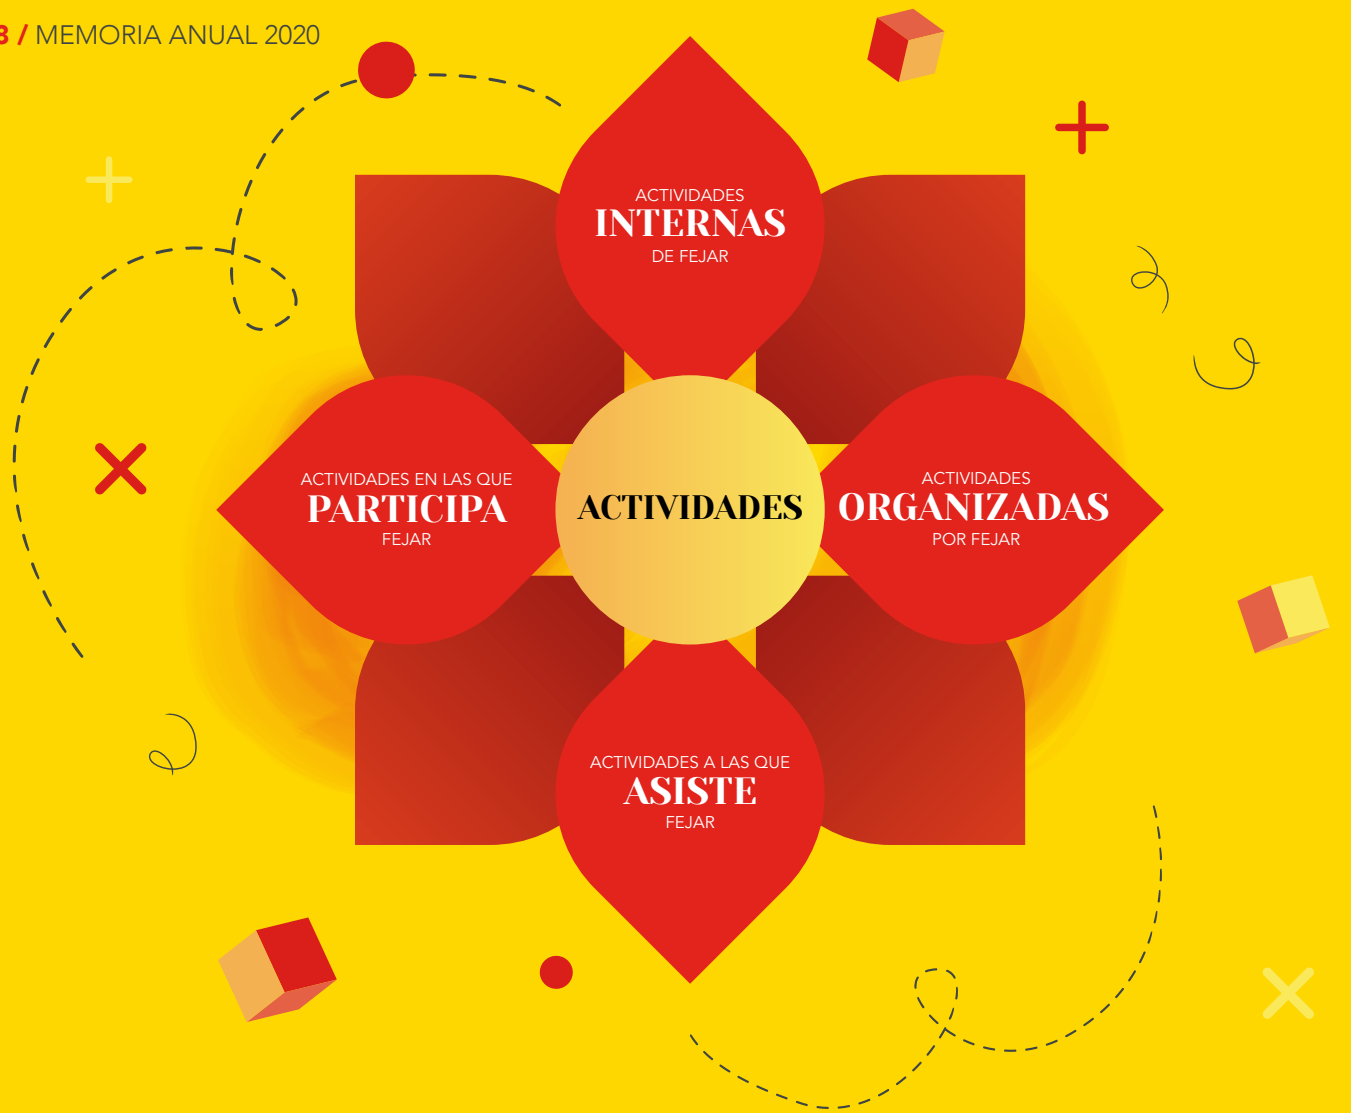 8 / MEMORIA ANUAL 2020
ACTIVIDADES
INTERNAS
DE FEJAR
ACTIVIDADES EN LAS QUE
PARTICIPA
FEJAR
ACTIVIDADES
ACTIVIDADES
ORGANIZADAS
POR FEJAR
ACTIVIDADES A LAS QUE
ASISTE
FEJAR